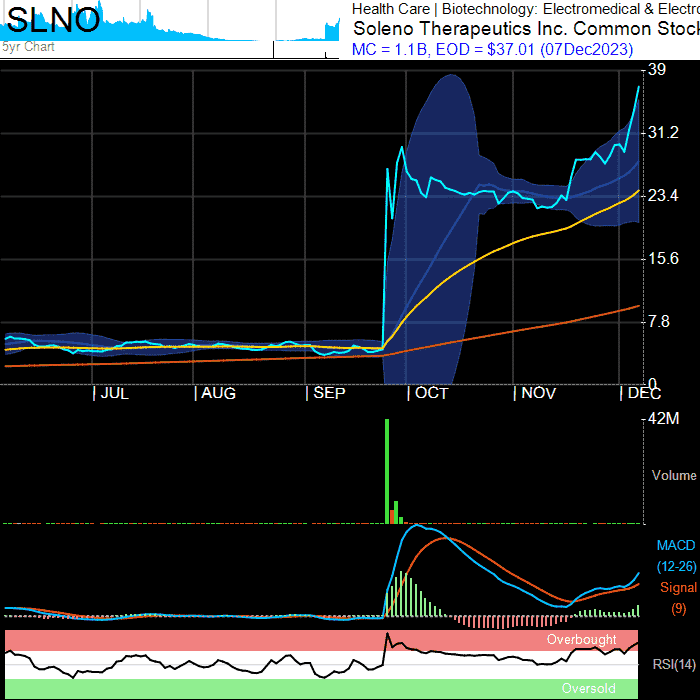 SLNO
5yr Chart
Health Care | Biotechnology: Electromedical & Electro
Soleno Therapeutics Inc. Common Stock
MC = 1.1B, EOD = $37.01 (07Dec2023)
39
31.2
23.4
15.6
7.8
0
JUL AUG SEP OCT NOV DEC
42M
Volume
MACD
(12-26)
Signal
(9)
Overbought
RSI(14)
Oversold